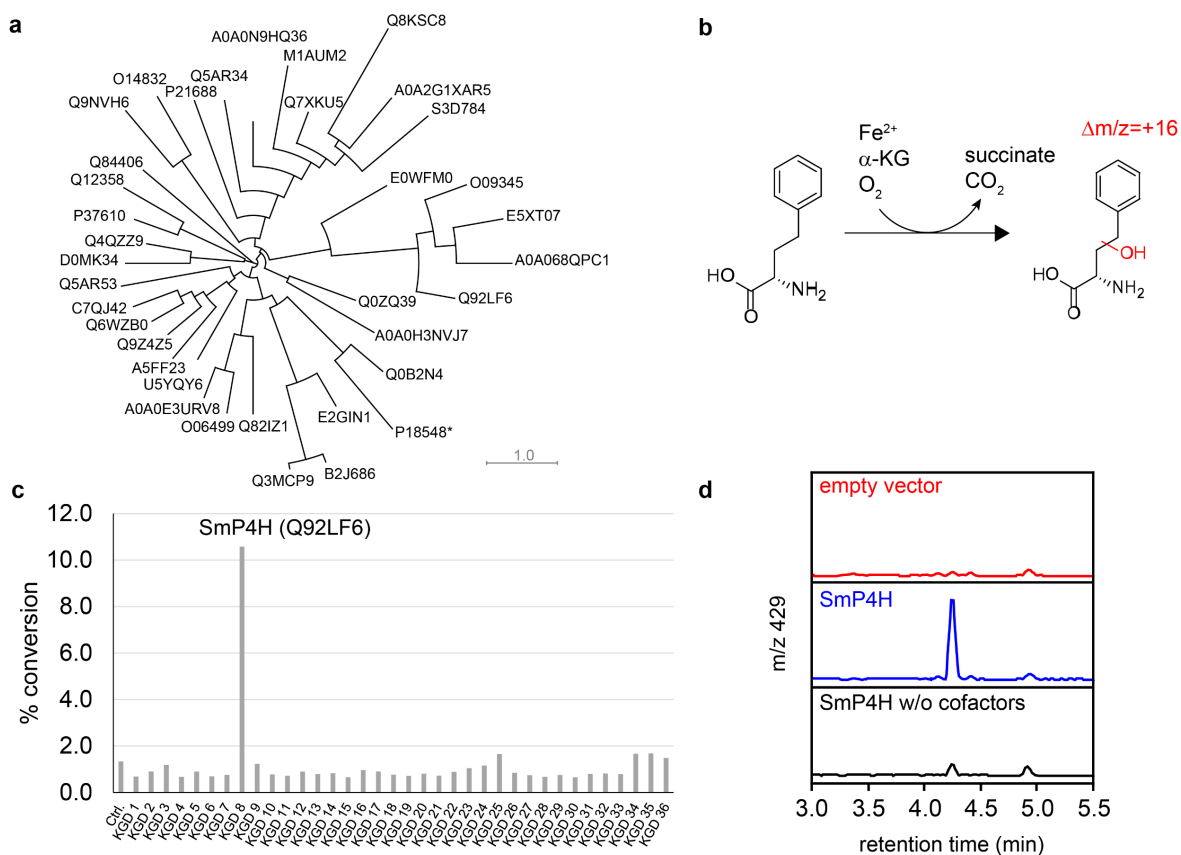 a
Q8KSC8
A0A0N9HQ36
M1AUM2
Q5AR34
O14832
P21688
Q7XKU5
A0A2G1XAR5
Q9NVH6
S3D784
Q84406
E0WFM0
O09345
Q12358
P37610
E5XT07
Q4QZZ9
D0MK34
A0A068QPC1
Q5AR53
Q0ZQ39
Q92LF6
C7QJ42
Q6WZB0
A0A0H3NVJ7
Q9Z4Z5
A5FF23
Q0B2N4
U5YQY6
A0A0E3URV8
E2GIN1
O06499
Q82IZ1
P18548*
Q3MCP9
B2J686
1.0
b
Δm/z=+16
Fe2+
α-KG
O2
succinate
CO2
HO
O
NH2
OH
HO
O
NH2
c
SmP4H (Q92LF6)
% conversion
12.0
10.0
8.0
6.0
4.0
2.0
0.0
Ctrl.
KGD 1
KGD 2
KGD 3
KGD 4
KGD 5
KGD 6
KGD 7
KGD 8
KGD 9
KGD 10
KGD 11
KGD 12
KGD 13
KGD 14
KGD 15
KGD 16
KGD 17
KGD 18
KGD 19
KGD 20
KGD 21
KGD 22
KGD 23
KGD 24
KGD 25
KGD 26
KGD 27
KGD 28
KGD 29
KGD 30
KGD 31
KGD 32
KGD 33
KGD 34
KGD 35
KGD 36
d
empty vector
SmP4H
SmP4H w/o cofactors
m/z 429
3.0 3.5 4.0 4.5 5.0 5.5
retention time (min)